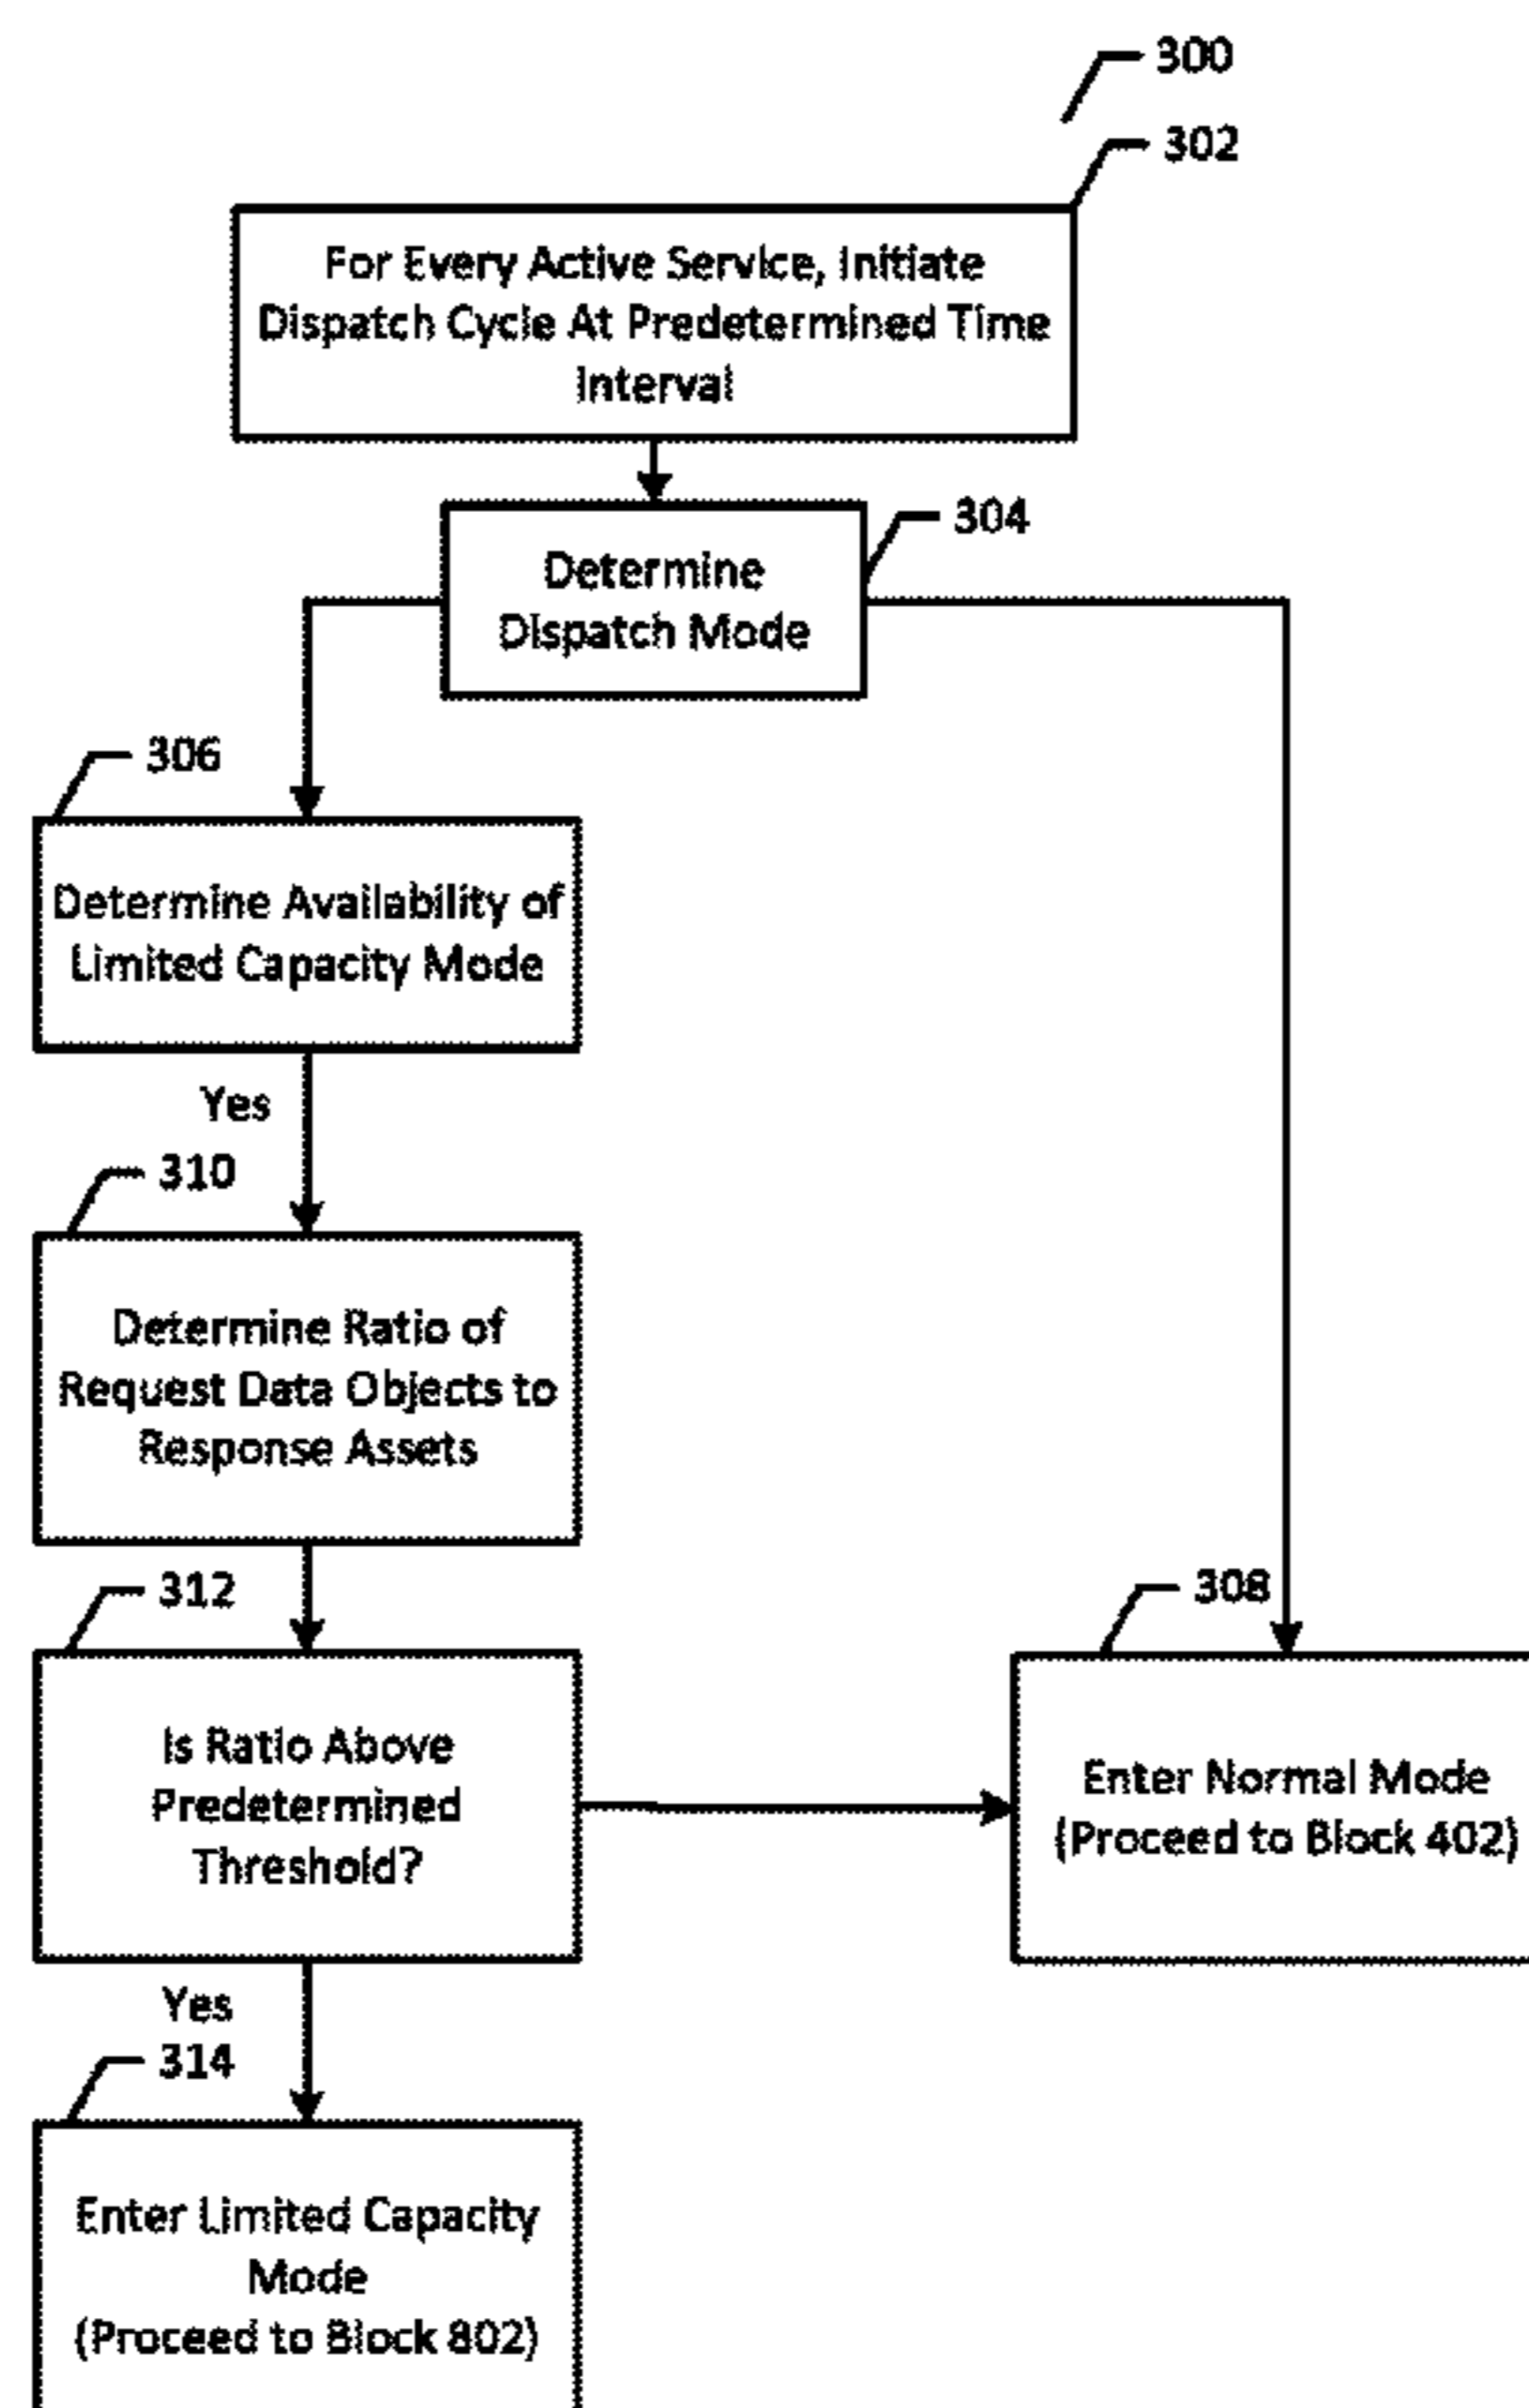 300
302
For Every Active Service, Initiate
Dispatch Cycle At Predetermined Time
Interval
304
Determine
Dispatch Mode
306
Determine Availability of
Limited Capacity Mode
Yes
310
Determine Ratio of
Request Data Objects to
Response Assets
312
Is Ratio Above
Predetermined
Threshold?
308
Enter Normal Mode
(Proceed to Block 402)
Yes
314
Enter Limited Capacity
Mode
(Proceed to Block 802)